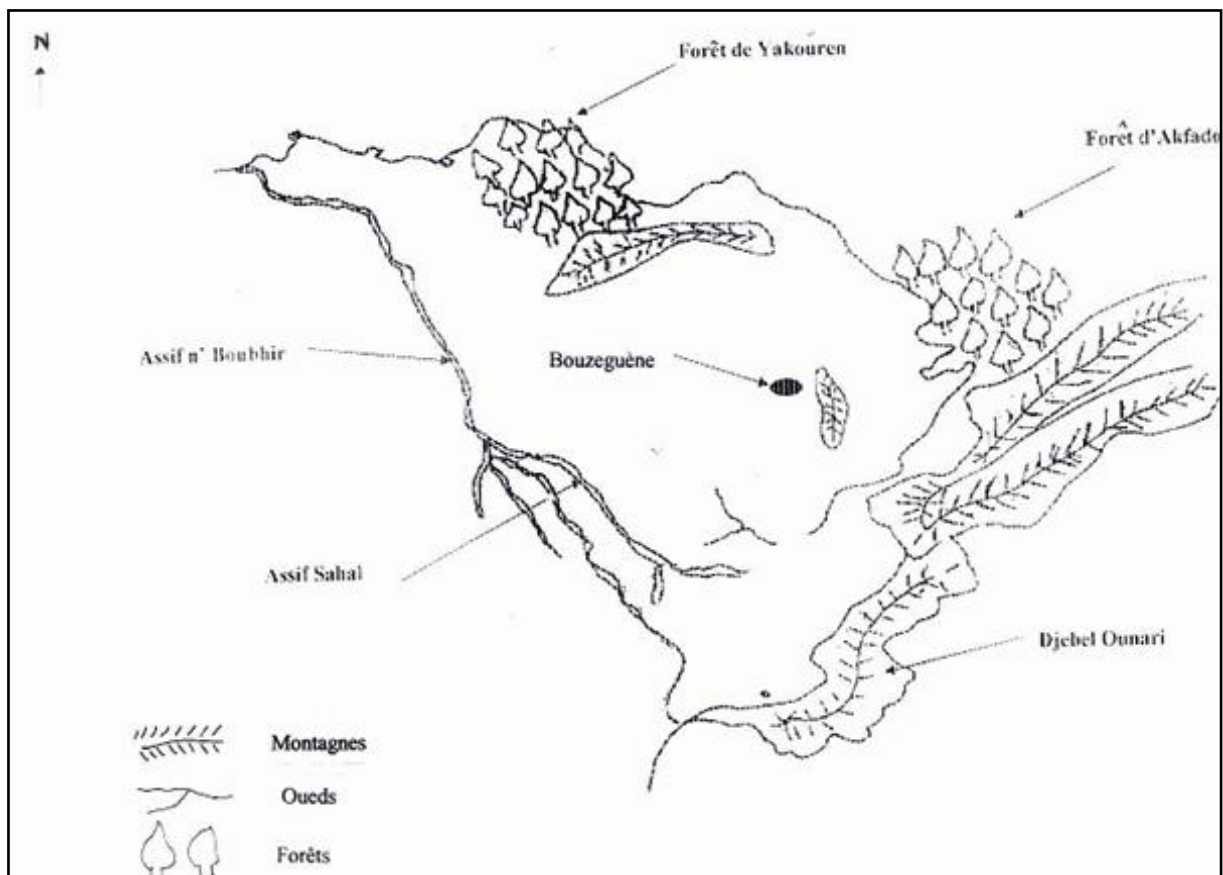 N
Forêt de Yakouren
Forêt d'Akfadou
Assif n' Boubhir
Bouzeguène
Assif Sahal
Djebel Ounari
Montagnes
Oueds
Forêts